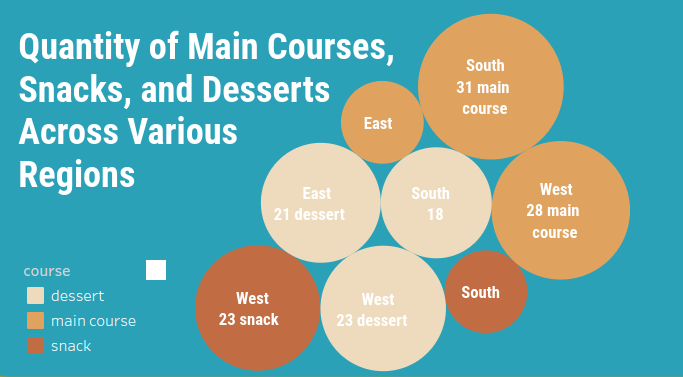 Quantity of Main Courses,
Snacks, and Desserts
Across Various
Regions
South
31 main
course
East
East
21 dessert
South
18
West
28 main
course
West
23 snack
West
23 dessert
South
course
dessert
main course
snack